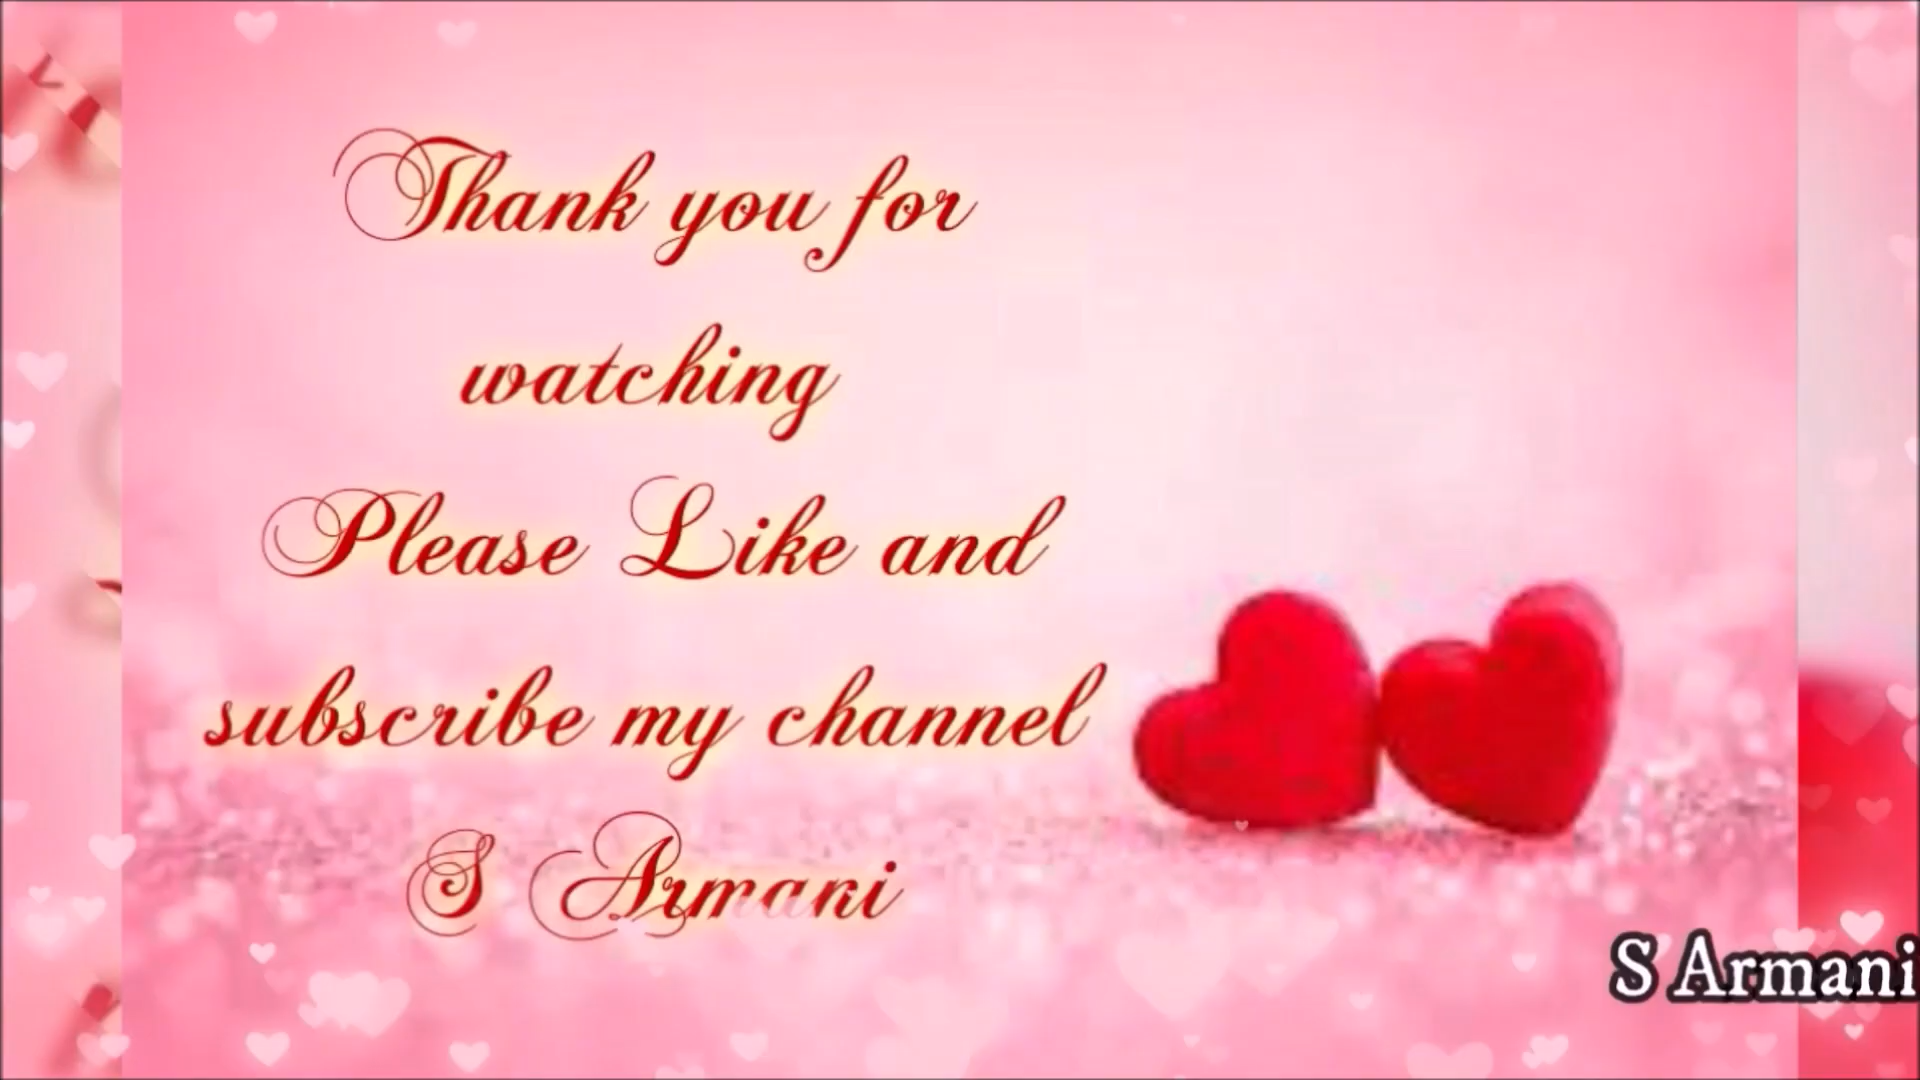 Thank you for
watching
Please Like and
subscribe my channel
S Armani
S Armani